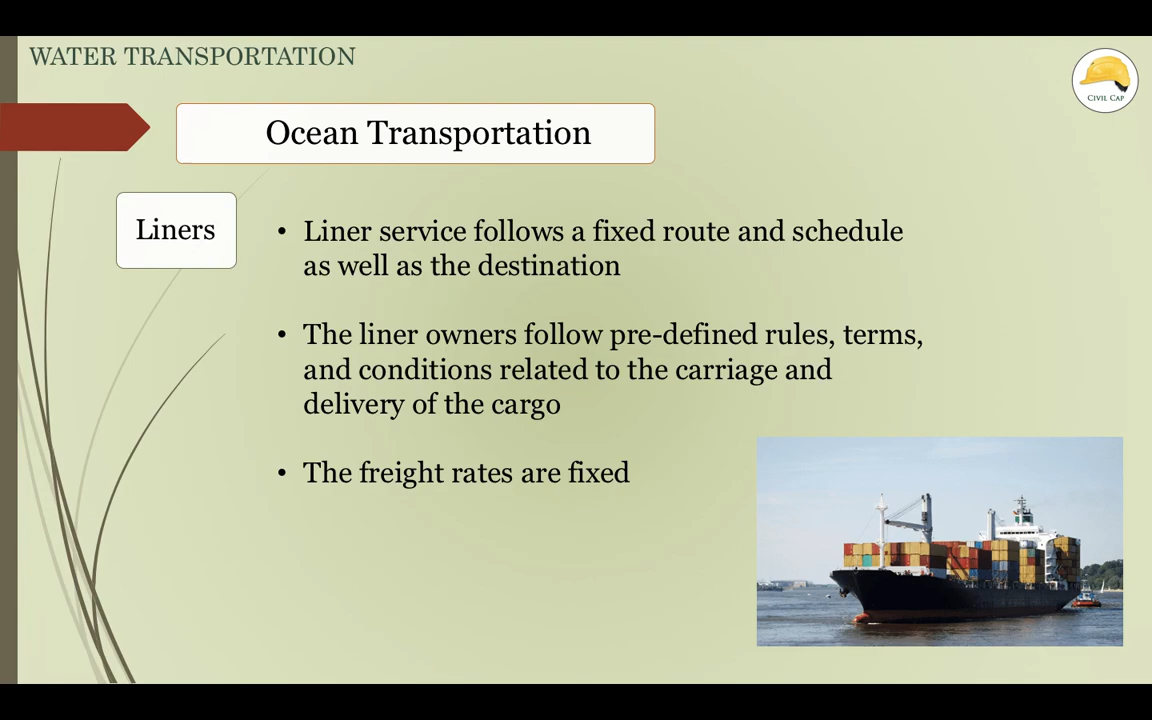 WATER TRANSPORTATION
CIVIL CAP
Ocean Transportation
Liners
• Liner service follows a fixed route and schedule
as well as the destination
• The liner owners follow pre-defined rules, terms,
and conditions related to the carriage and
delivery of the cargo
• The freight rates are fixed